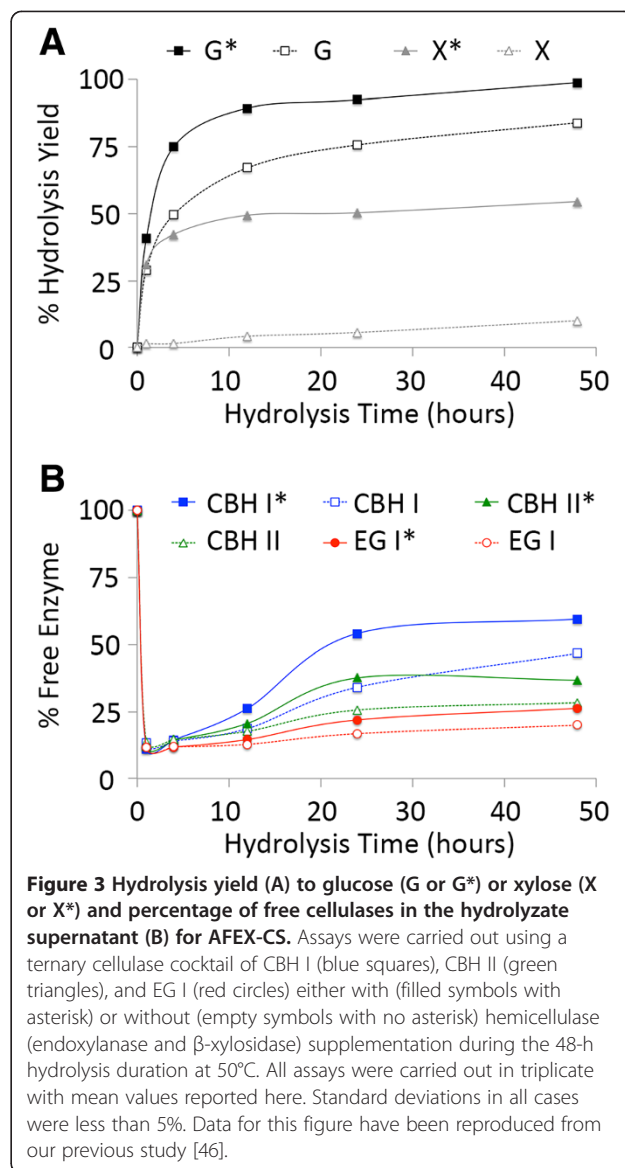 A
G* G X* X
100
75
50
25
0
% Hydrolysis Yield
0 10 20 30 40 50
Hydrolysis Time (hours)
B
100
CBH I* CBH I CBH II*
CBH II EG I* EG I
75
50
25
0
% Free Enzyme
0 10 20 30 40 50
Hydrolysis Time (hours)
Figure 3 Hydrolysis yield (A) to glucose (G or G*) or xylose (X
or X*) and percentage of free cellulases in the hydrolyzate
supernatant (B) for AFEX-CS. Assays were carried out using a
ternary cellulase cocktail of CBH I (blue squares), CBH II (green
triangles), and EG I (red circles) either with (filled symbols with
asterisk) or without (empty symbols with no asterisk) hemicellulase
(endoxylanase and β-xylosidase) supplementation during the 48-h
hydrolysis duration at 50°C. All assays were carried out in triplicate
with mean values reported here. Standard deviations in all cases
were less than 5%. Data for this figure have been reproduced from
our previous study [46].